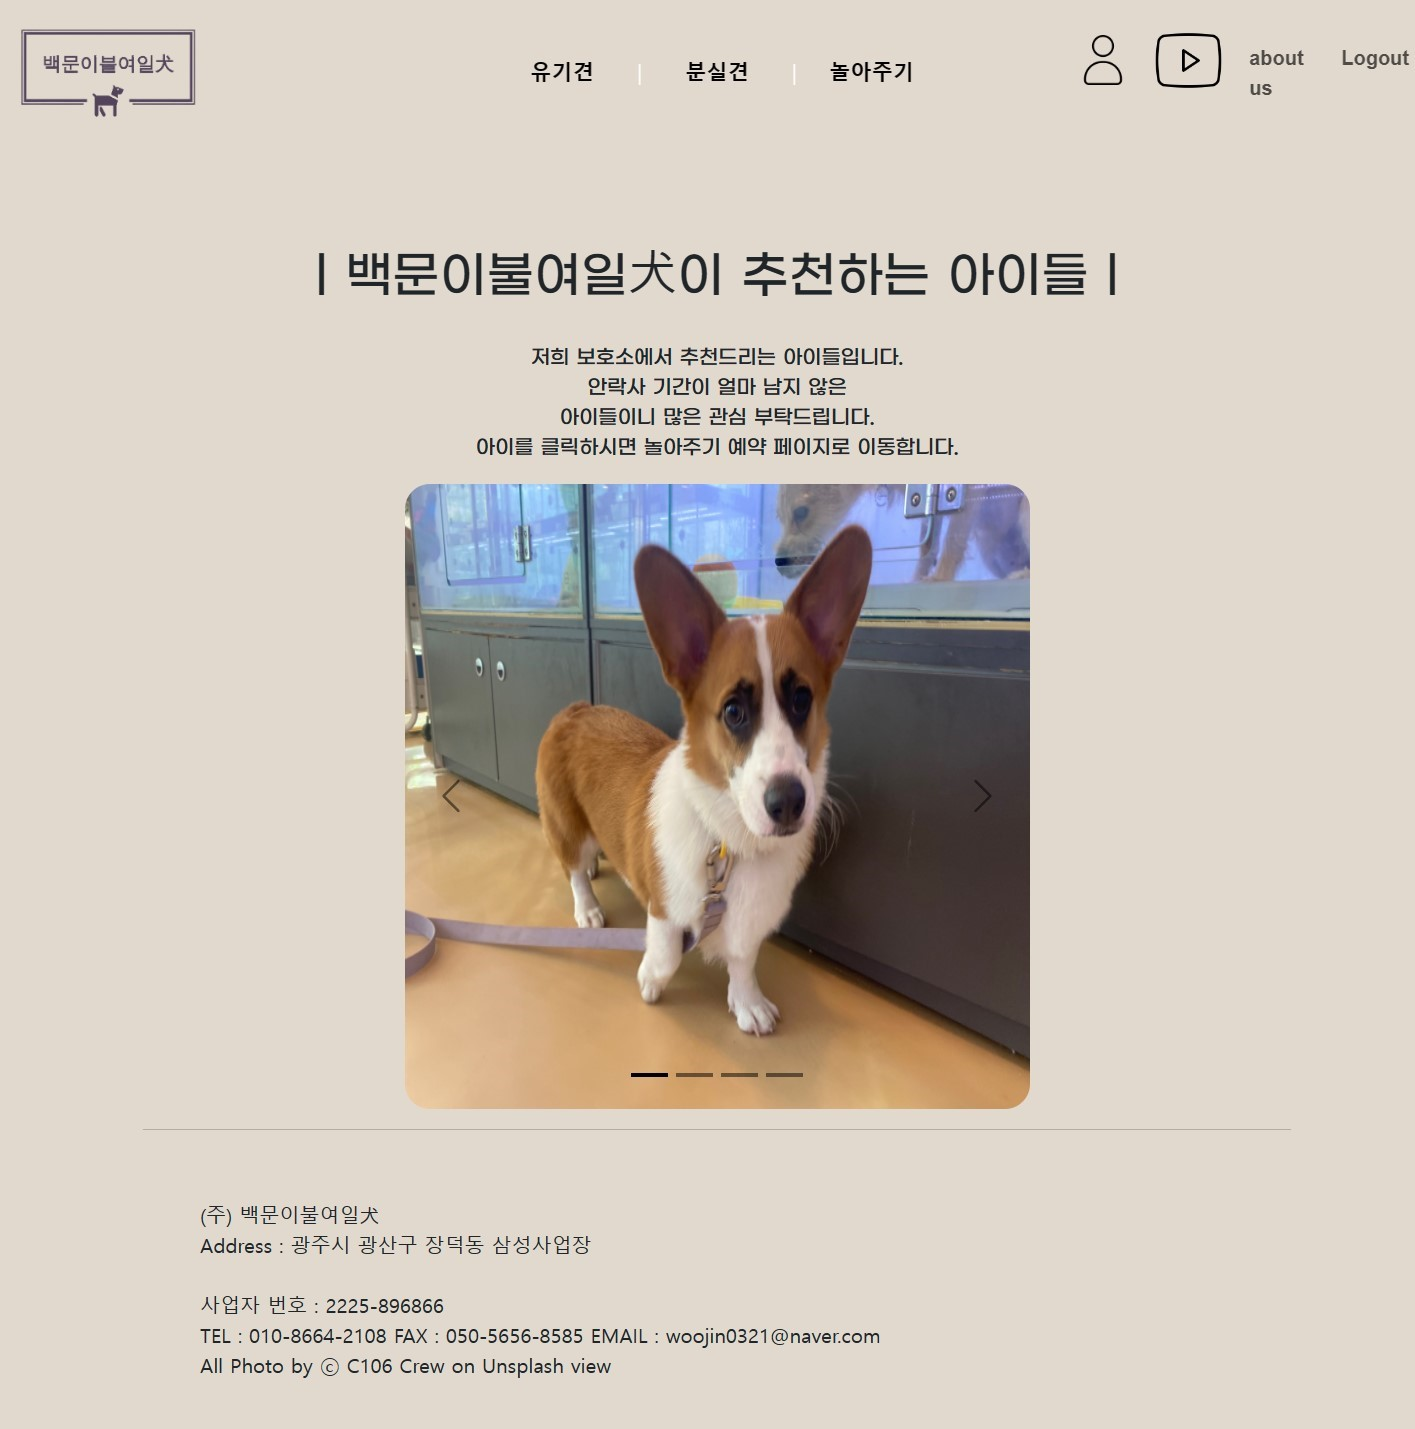 백문이불여일犬
유기견 | 분실견 | 놀아주기
about us
Logout
| 백문이불여일犬이 추천하는 아이들 |
저희 보호소에서 추천드리는 아이들입니다.
안락사 기간이 얼마 남지 않은
아이들이니 많은 관심 부탁드립니다.
아이를 클릭하시면 놀아주기 예약 페이지로 이동합니다.
(주) 백문이불여일犬
Address : 광주시 광산구 장덕동 삼성사업장
사업자 번호 : 2225-896866
TEL : 010-8664-2108 FAX : 050-5656-8585 EMAIL : woojin0321@naver.com
All Photo by ⓒ C106 Crew on Unsplash view